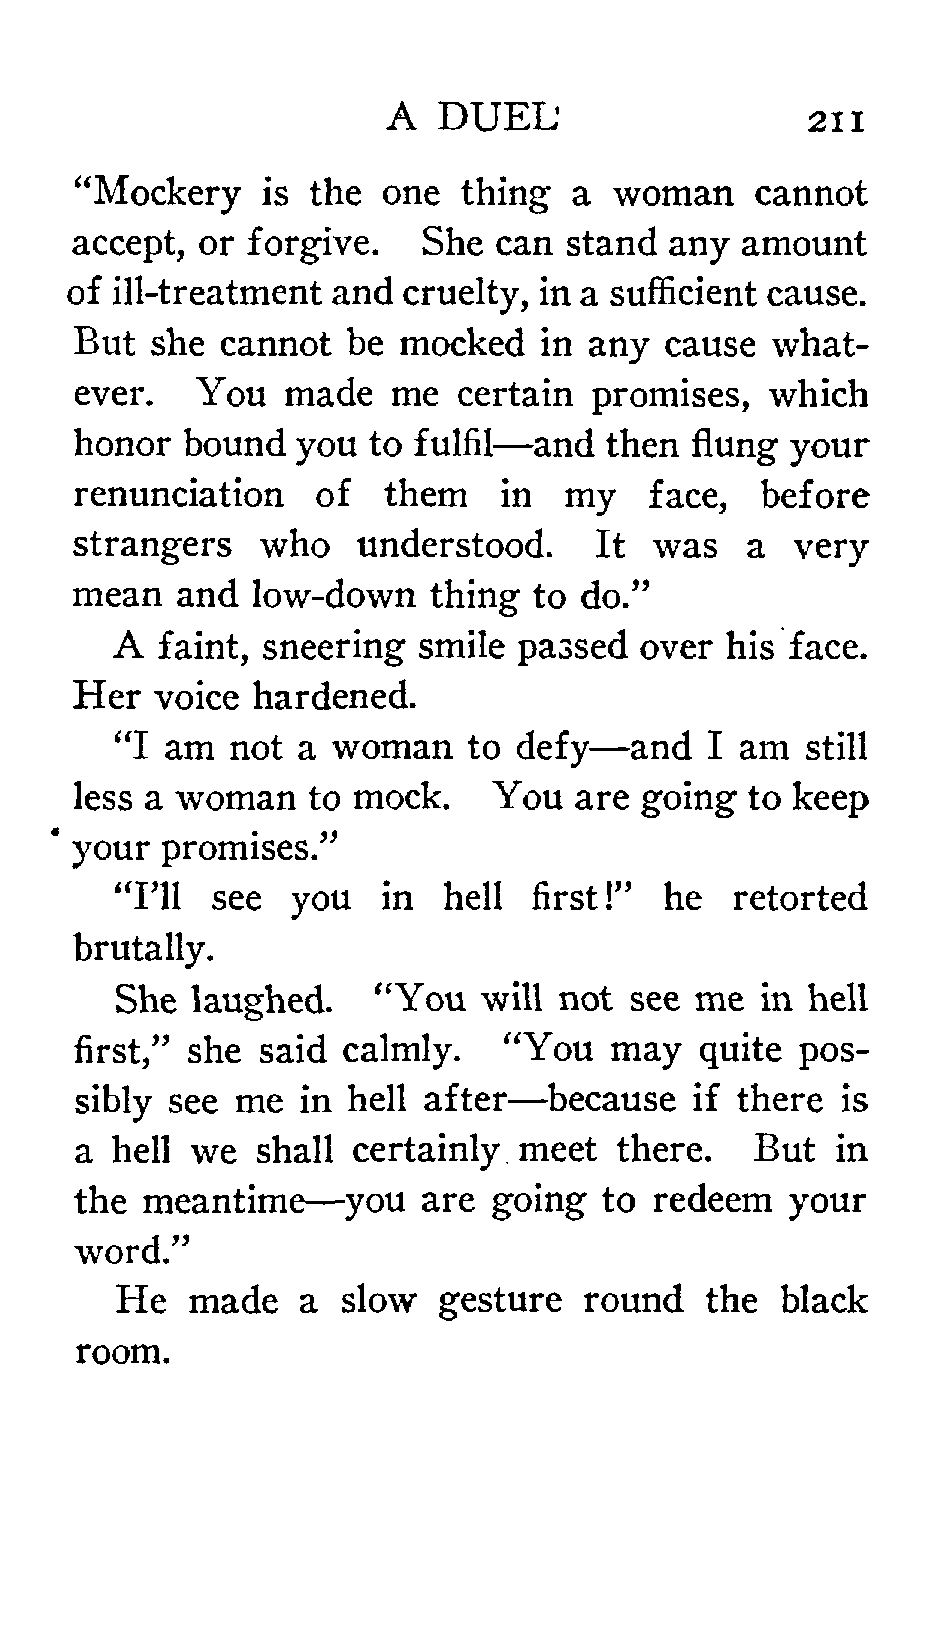 A DUEL 211
“Mockery is the one thing a woman cannot
accept, or forgive. She can stand any amount
of ill-treatment and cruelty, in a sufficient cause.
But she cannot be mocked in any cause what-
ever. You made me certain promises, which
honor bound you to fulfil—and then flung your
renunciation of them in my face, before
strangers who understood. It was a very
mean and low-down thing to do.”
A faint, sneering smile passed over his face.
Her voice hardened.
“I am not a woman to defy—and I am still
less a woman to mock. You are going to keep
your promises.”
“I’ll see you in hell first!” he retorted
brutally.
She laughed. “You will not see me in hell
first,” she said calmly. “You may quite pos-
sibly see me in hell after—because if there is
a hell we shall certainly meet there. But in
the meantime—you are going to redeem your
word.”
He made a slow gesture round the black
room.